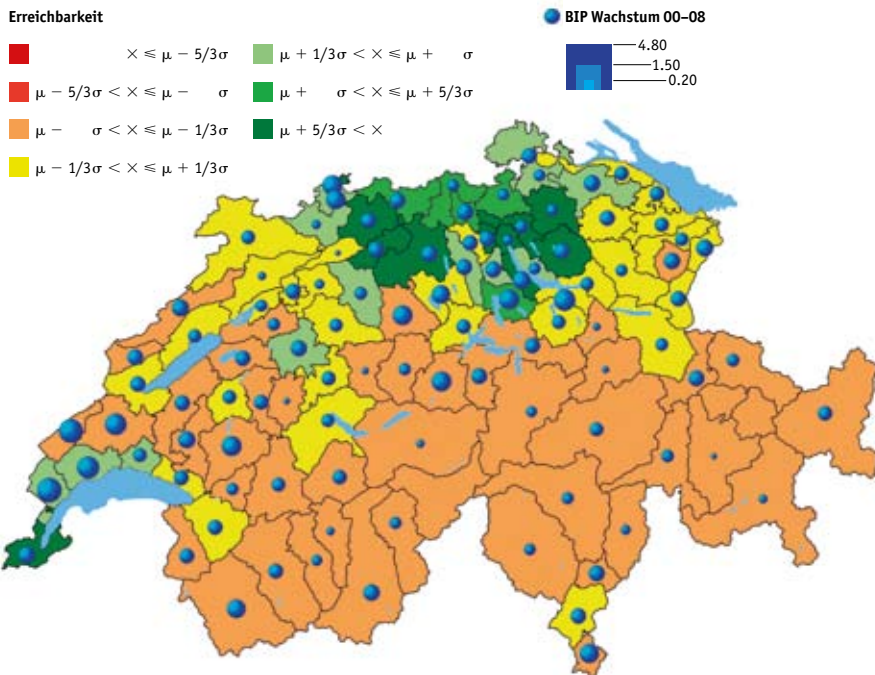 Erreichbarkeit
× ≤ μ − 5/3σ
μ − 5/3σ < × ≤ μ − σ
μ − σ < × ≤ μ − 1/3σ
μ − 1/3σ < × ≤ μ + 1/3σ
μ + 1/3σ < × ≤ μ + σ
μ + σ < × ≤ μ + 5/3σ
μ + 5/3σ < ×
BIP Wachstum 00–08
4.80
1.50
0.20